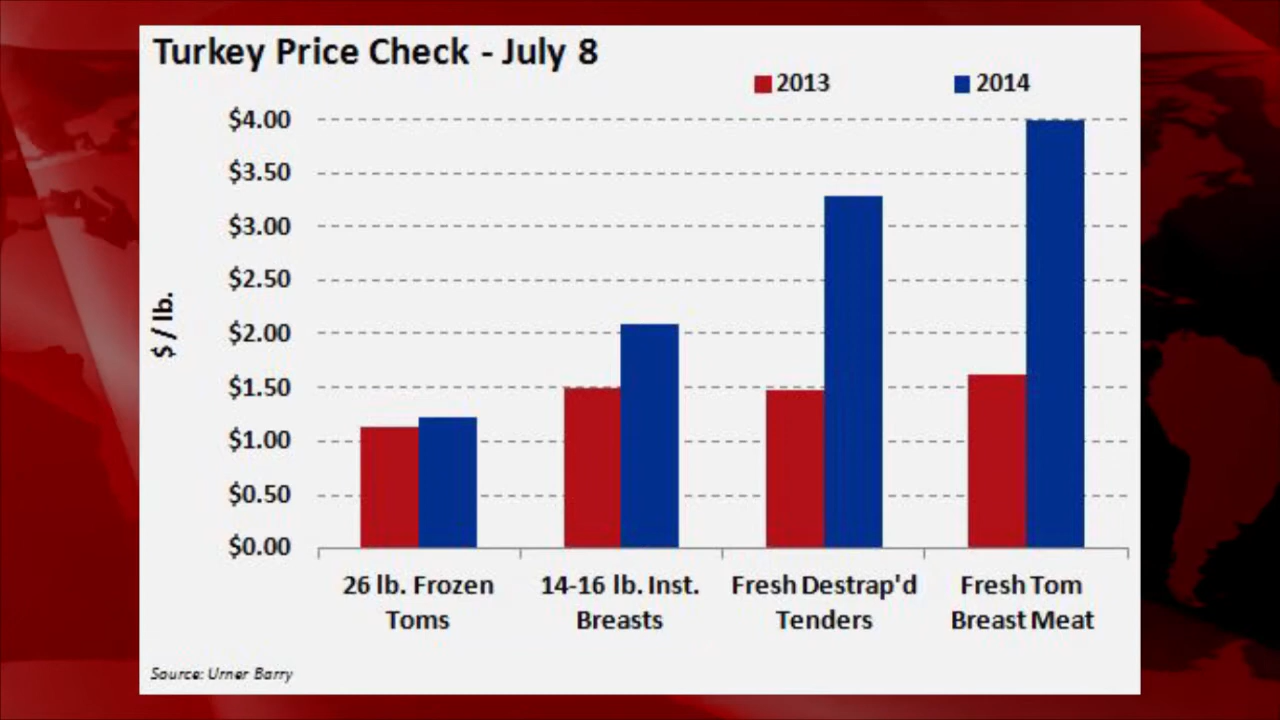 Turkey Price Check - July 8
2013 2014
$4.00
$3.50
$3.00
$2.50
$2.00
$1.50
$1.00
$0.50
$0.00
$ / lb.
26 lb. Frozen Toms
14-16 lb. Inst. Breasts
Fresh Destrap'd Tenders
Fresh Tom Breast Meat
Source: Urner Barry